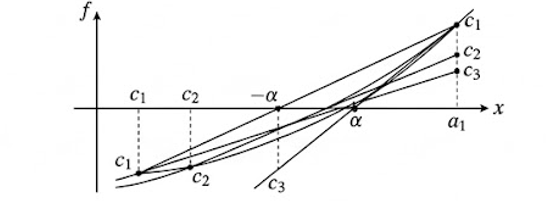 f
c₁
c₁ c₂ −α
c₂
c₃
x
α a₁
c₁
c₂
c₃